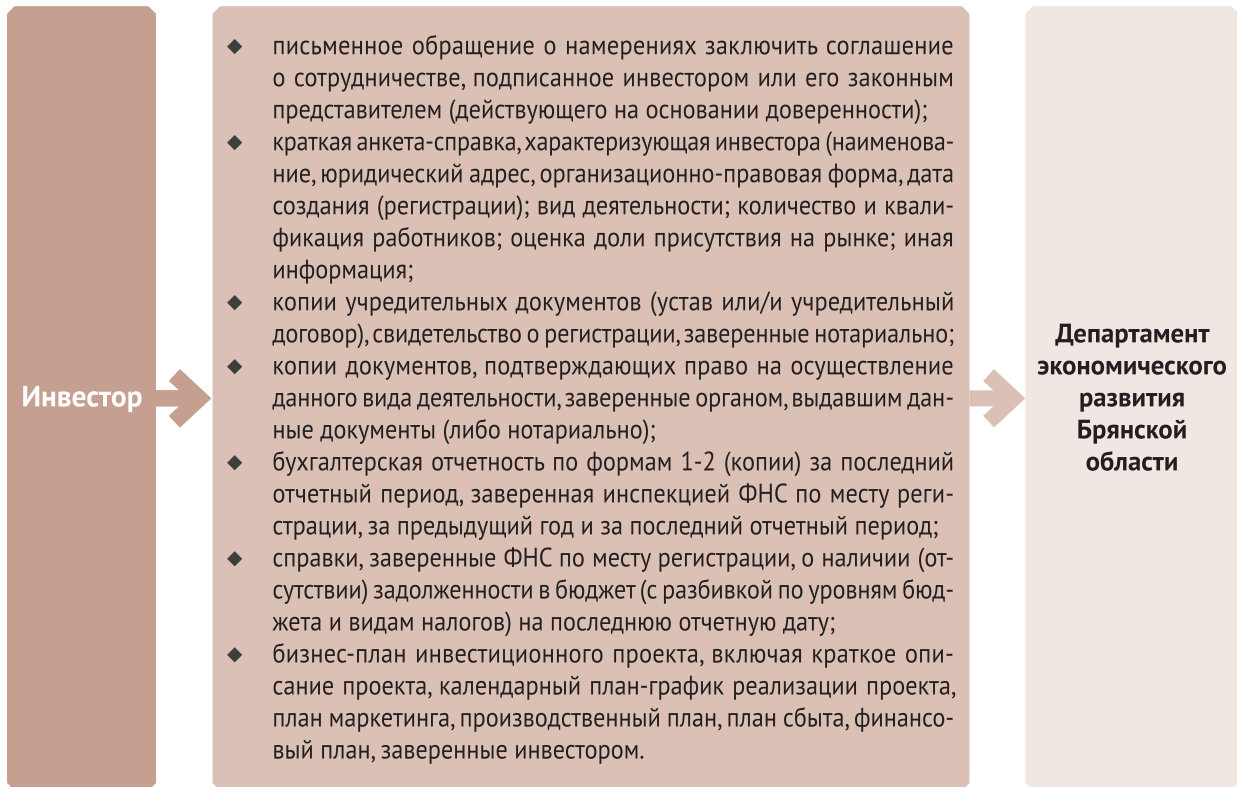 Инвестор
письменное обращение о намерениях заключить соглашение
о сотрудничестве, подписанное инвестором или его законным
представителем (действующего на основании доверенности);
краткая анкета-справка, характеризующая инвестора (наименова-
ние, юридический адрес, организационно-правовая форма, дата
создания (регистрации); вид деятельности; количество и квали-
фикация работников; оценка доли присутствия на рынке; иная
информация;
копии учредительных документов (устав или/и учредительный
договор), свидетельство о регистрации, заверенные нотариально;
копии документов, подтверждающих право на осуществление
данного вида деятельности, заверенные органом, выдавшим дан-
ные документы (либо нотариально);
бухгалтерская отчетность по формам 1-2 (копии) за последний
отчетный период, заверенная инспекцией ФНС по месту реги-
страции, за предыдущий год и за последний отчетный период;
справки, заверенные ФНС по месту регистрации, о наличии (от-
сутствии) задолженности в бюджет (с разбивкой по уровням бюд-
жета и видам налогов) на последнюю отчетную дату;
бизнес-план инвестиционного проекта, включая краткое опи-
сание проекта, календарный план-график реализации проекта,
план маркетинга, производственный план, план сбыта, финансо-
вый план, заверенные инвестором.
Департамент
экономического
развития
Брянской
области